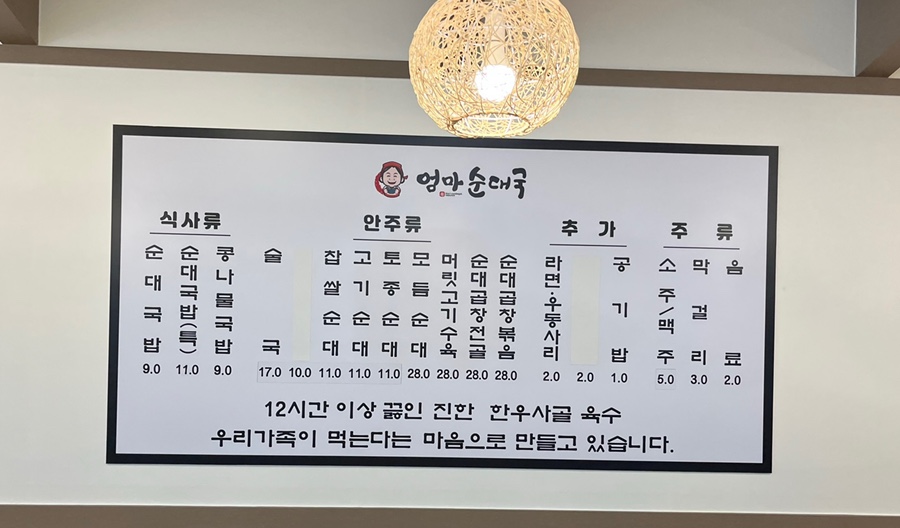 엄마 순대국
식사류
순대국밥 9.0
순대국밥(특) 11.0
콩나물국밥 9.0
안주류
술국 17.0
10.0
찹쌀순대 11.0
고기순대 11.0
토종순대 11.0
모듬순대 28.0
머릿고기수육 28.0
순대곱창전골 28.0
순대곱창볶음 28.0
추 가
라면·우동사리 2.0
2.0
공기밥 1.0
주 류
소주/맥주 5.0
막걸리 3.0
음료 2.0
12시간 이상 끓인 진한 한우사골 육수
우리가족이 먹는다는 마음으로 만들고 있습니다.